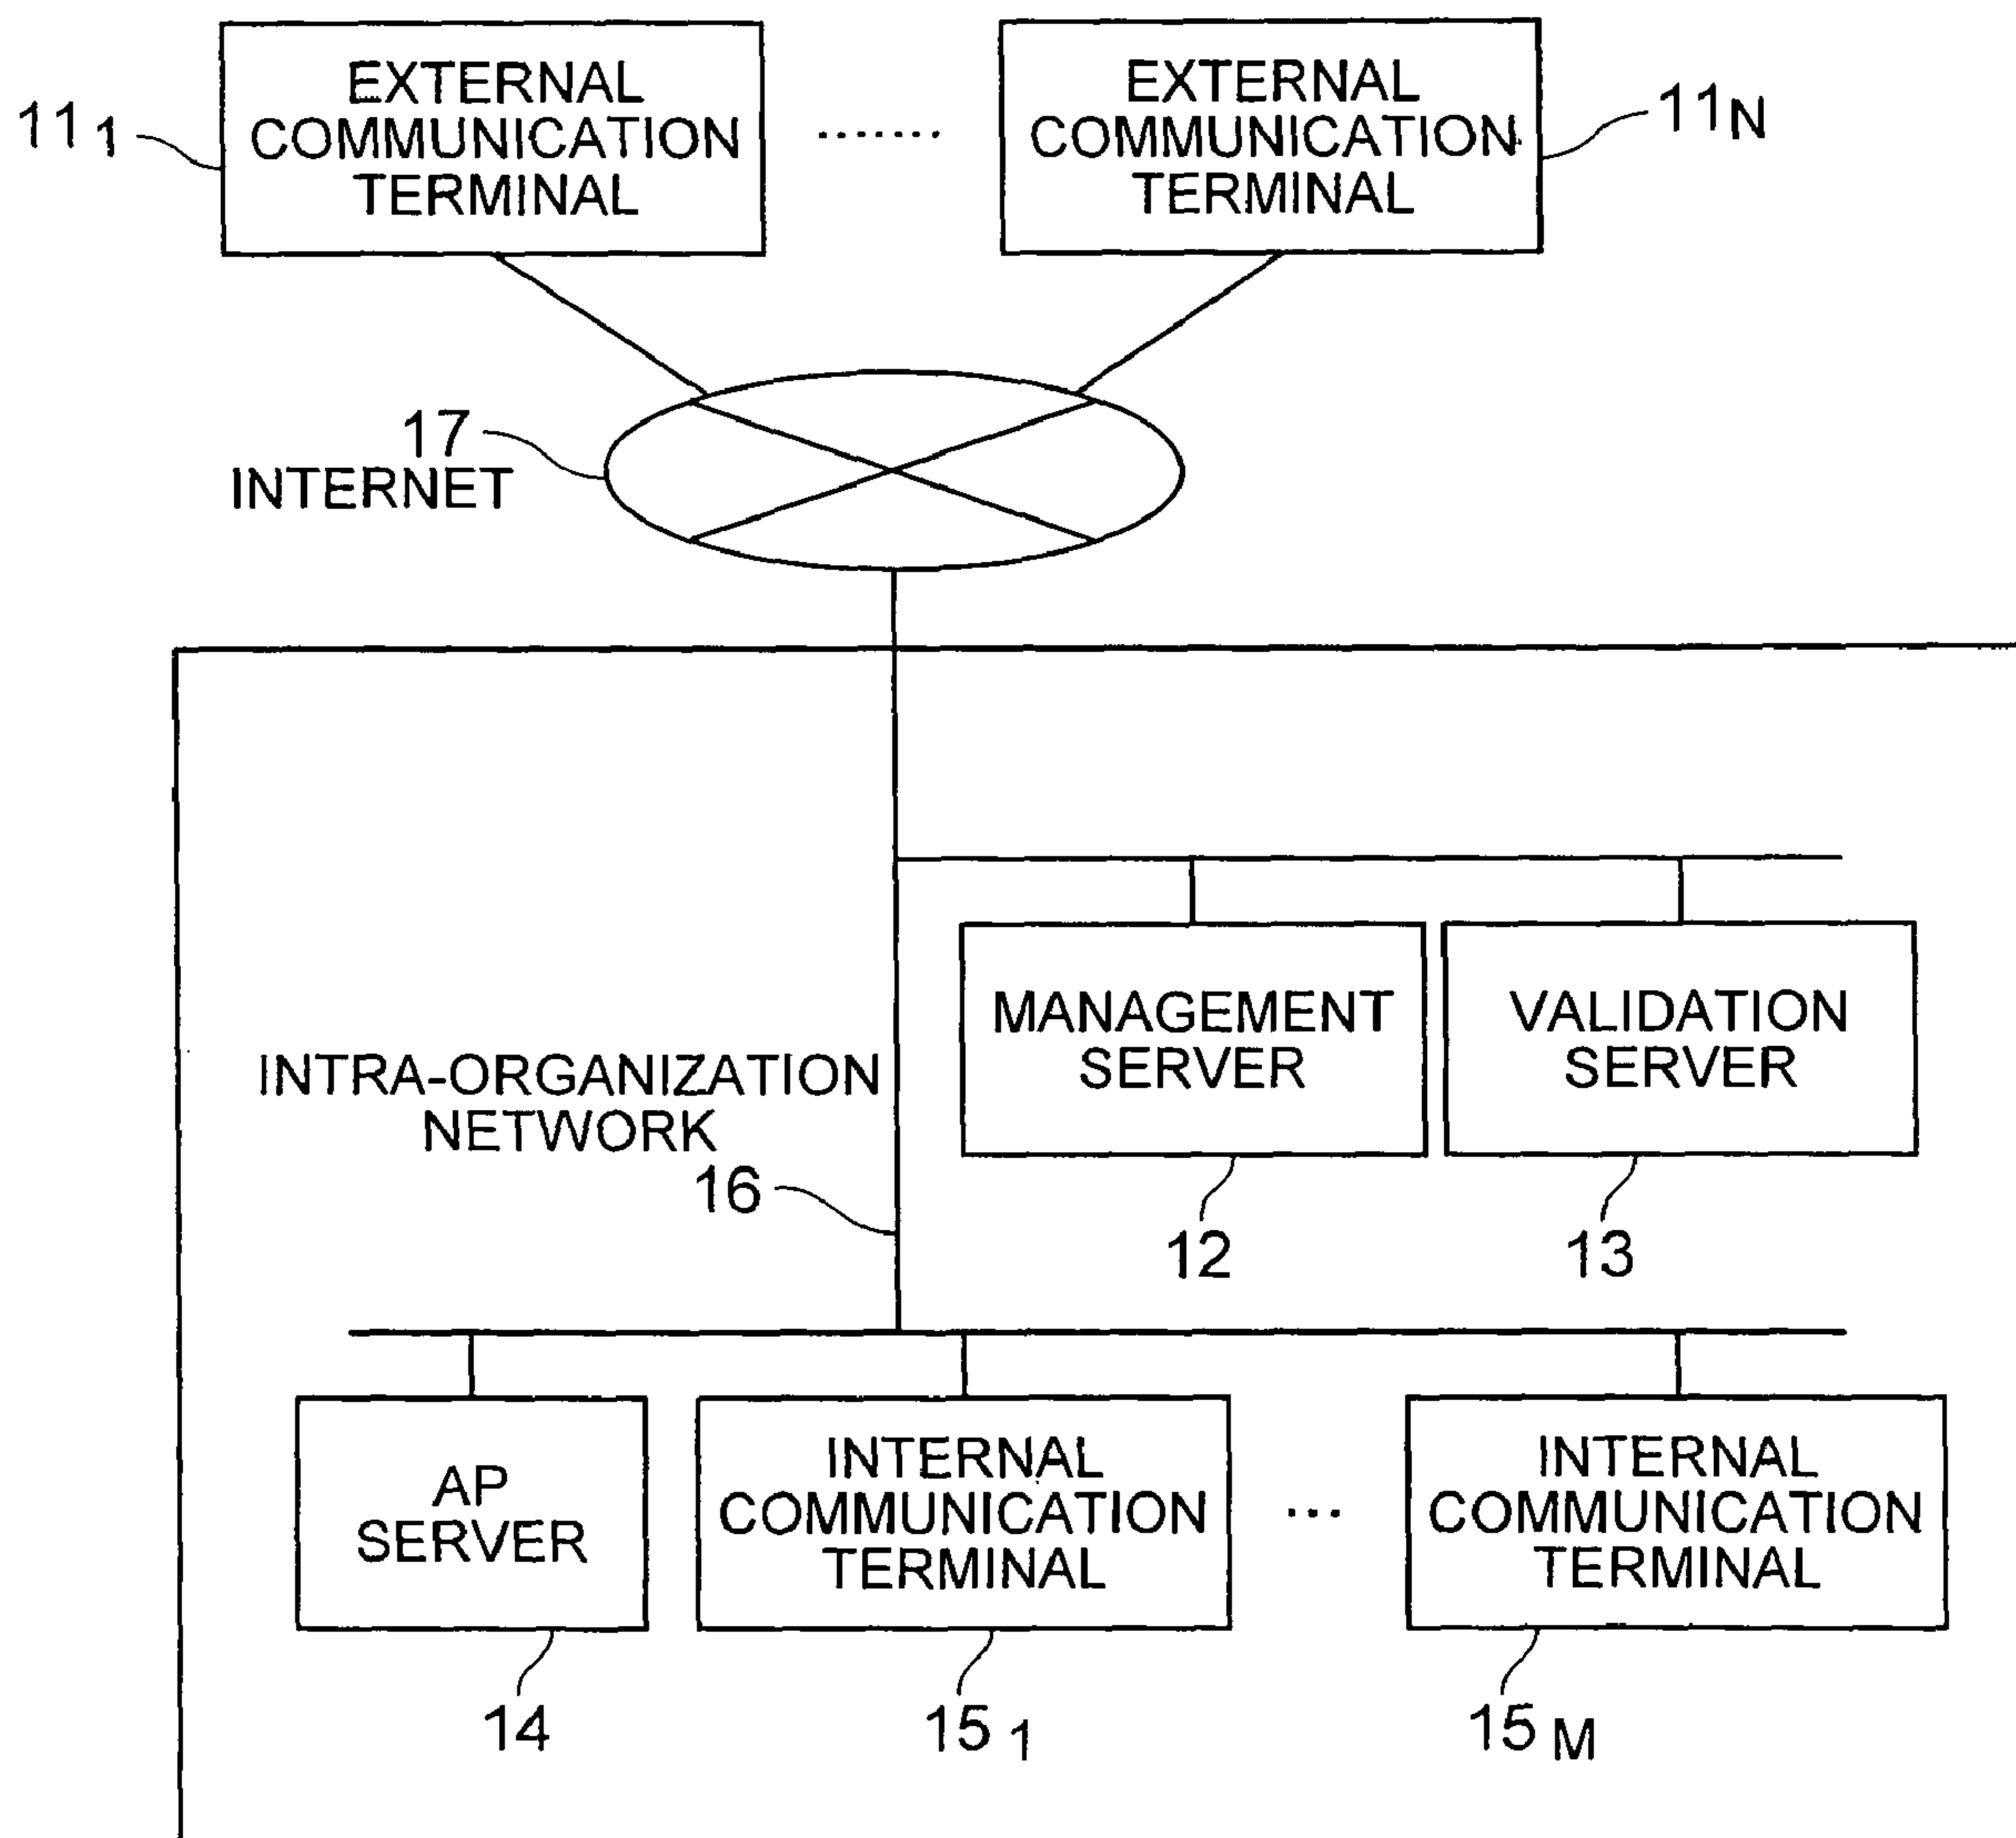 EXTERNAL
COMMUNICATION
TERMINAL
11 1
.......
EXTERNAL
COMMUNICATION
TERMINAL
11 N
17
INTERNET
MANAGEMENT
SERVER
12
VALIDATION
SERVER
13
INTRA-ORGANIZATION
NETWORK
16
AP
SERVER
14
INTERNAL
COMMUNICATION
TERMINAL
15 1
...
INTERNAL
COMMUNICATION
TERMINAL
15 M